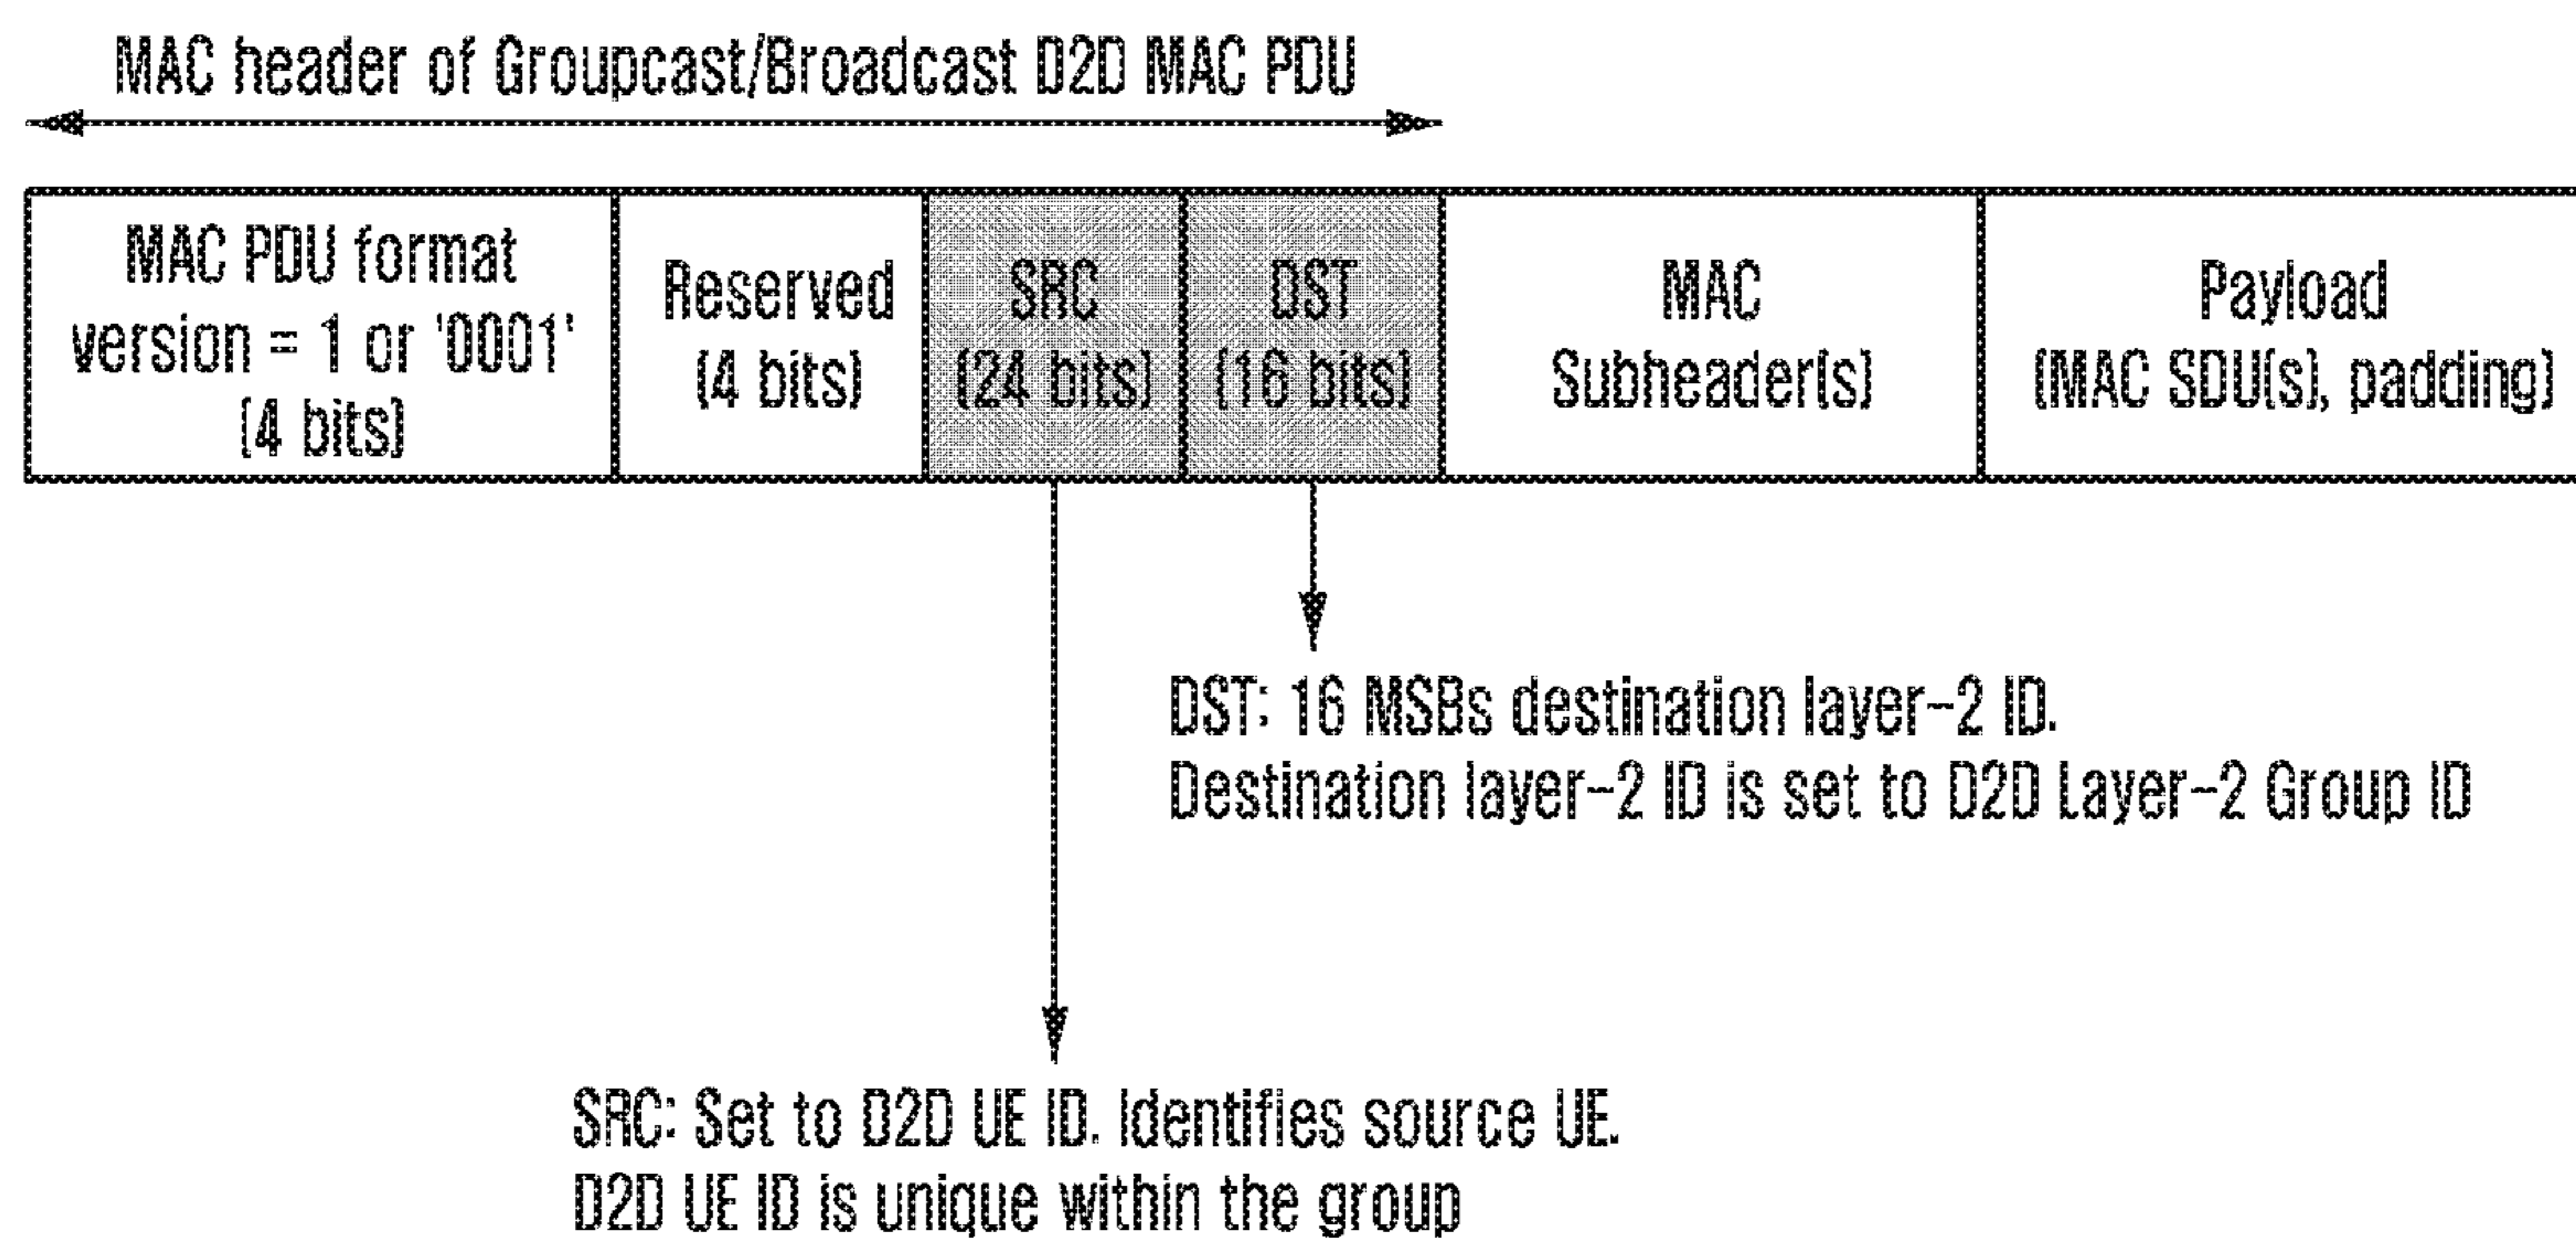 MAC header of Groupcast/Broadcast D2D MAC PDU
MAC PDU format
version = 1 or '0001'
(4 bits)
Reserved
(4 bits)
SRC
(24 bits)
DST
(16 bits)
MAC
Subheader(s)
Payload
(MAC SDU(s), padding)
DST: 16 MSBs destination layer-2 ID.
Destination layer-2 ID is set to D2D Layer-2 Group ID
SRC: Set to D2D UE ID. Identifies source UE.
D2D UE ID is unique within the group